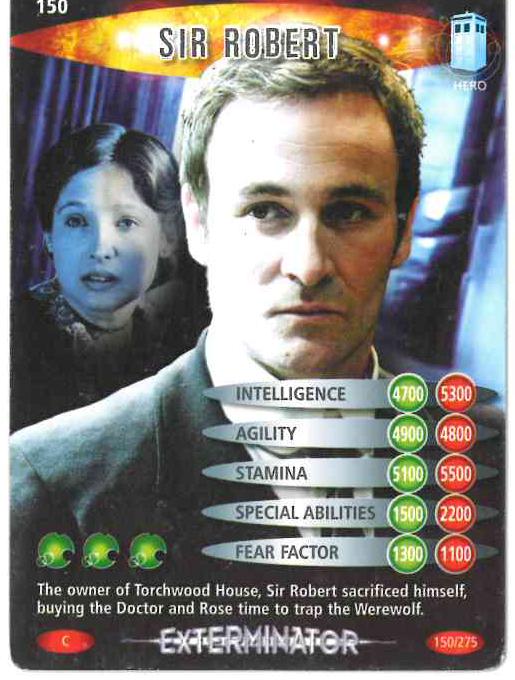 150
SIR ROBERT
HERO
INTELLIGENCE 4700 5300
AGILITY 4900 4800
STAMINA 5100 5500
SPECIAL ABILITIES 1500 2200
FEAR FACTOR 1300 1100
The owner of Torchwood House, Sir Robert sacrificed himself,
buying the Doctor and Rose time to trap the Werewolf.
C EXTERMINATOR 150/275